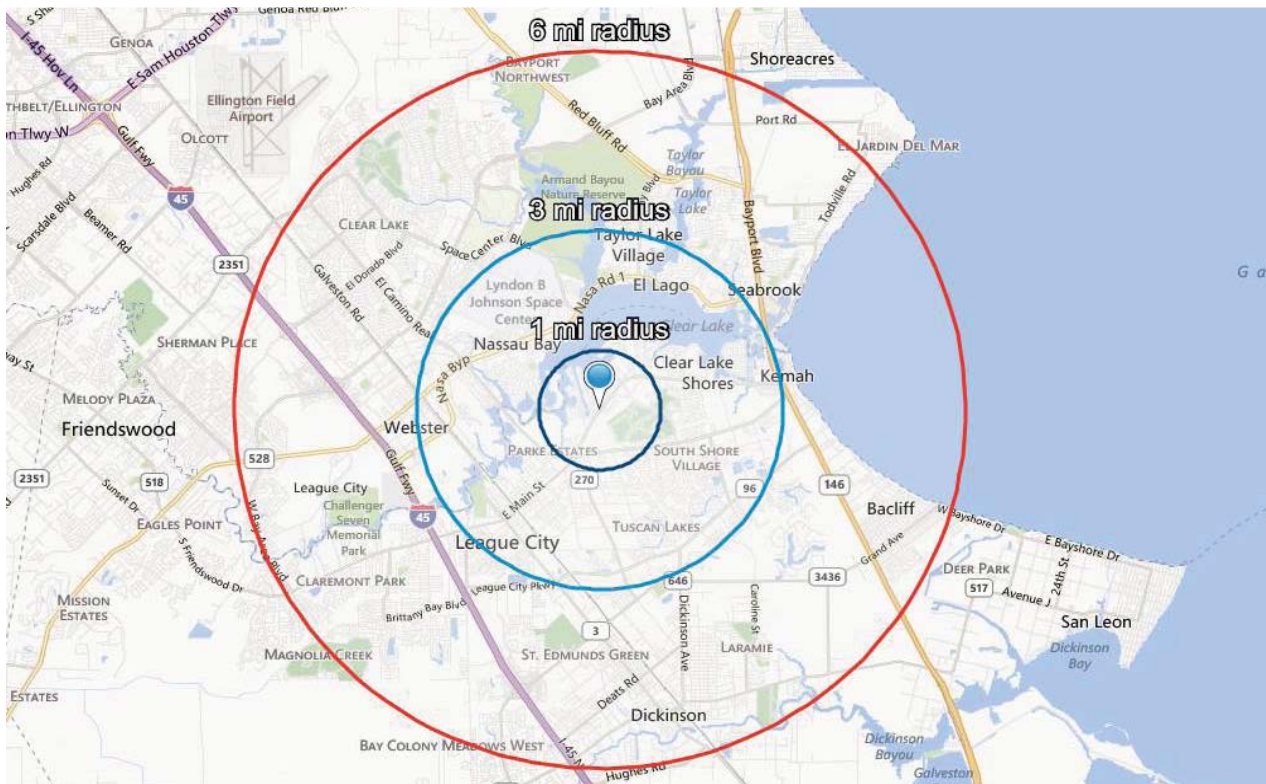 6 mi radius
S Shaver
GENOA
Genoa Red Bluff Rd
I-45 Hov Ln
E Sam Houston Tlwy
BAYPORT
NORTHWEST
Shoreacres
Bay Area Blvd
THBELT/ELLINGTON
Ellington Field
Airport
on Tlwy W
Gulf Fwy
OLCOTT
Red Bluff Rd
Port Rd
EL JARDIN DEL MAR
Hughes Rd
Taylor
Bayou
Armand Bayou
Nature Reserve
Blvd
Taylor
Lake
Todville Rd
45
Scarsdale Blvd
Beamer Rd
3 mi radius
CLEAR LAKE
Space Center Blvd
Taylor Lake
Village
Bayport Blvd
2351
El Dorado Blvd
Galveston Rd
El Camino Real
Nasa Rd 1
Lyndon B
Johnson Space
Center
El Lago
Seabrook
G a
1 mi radius
Clear Lake
SHERMAN PLACE
Nassau Bay
Nasa Byp
Clear Lake
Shores
Kemah
way St
MELODY PLAZA
Friendswood
Webster
PARKE ESTATES
SOUTH SHORE
VILLAGE
528
2351
518
Gulf Fwy
270
96
146
Sunset Dr
League City
Challenger
Seven
Memorial
Park
E Main St
Bacliff
W Bayshore Dr
EAGLES POINT
W Bay Area Blvd
45
TUSCAN LAKES
E Bayshore Dr
S Friendswood Dr
League City
Grand Ave
24th St
CLAREMONT PARK
League City Pkwy
646
3436
DEER PARK
517
Avenue J
MISSION
ESTATES
Brittany Bay Blvd
Dickinson Ave
Caroline St
San Leon
3
Dickinson
Bay
MAGNOLIA CREEK
ST. EDMUNDS GREEN
LARAMIE
ESTATES
Deats Rd
Dickinson
BAY COLONY MEADOWS WEST
I-45 N
Hughes Rd
Dickinson
Bayou
Galveston